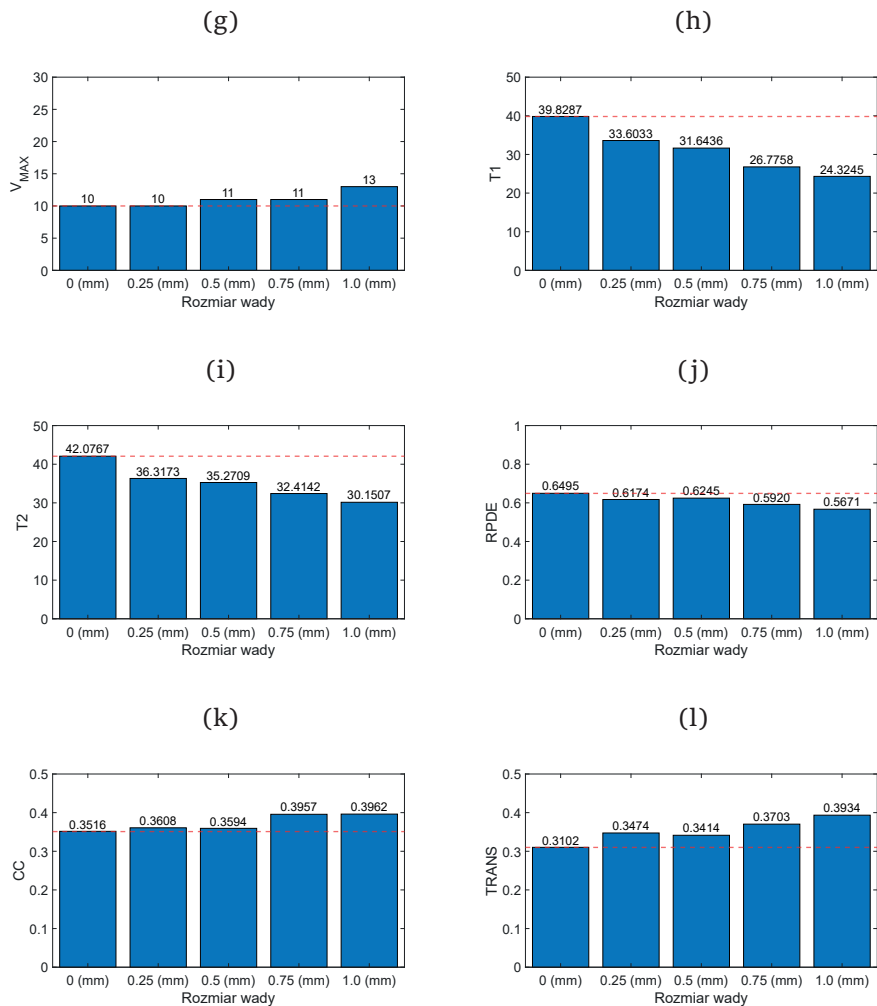 (g)
30
25
20
15
10
5
0
V_MAX
10
10
11
11
13
0 (mm) 0.25 (mm) 0.5 (mm) 0.75 (mm) 1.0 (mm)
Rozmiar wady
(h)
50
40
30
20
10
0
T1
39.8287
33.6033
31.6436
26.7758
24.3245
0 (mm) 0.25 (mm) 0.5 (mm) 0.75 (mm) 1.0 (mm)
Rozmiar wady
(i)
50
40
30
20
10
0
T2
42.0767
36.3173
35.2709
32.4142
30.1507
0 (mm) 0.25 (mm) 0.5 (mm) 0.75 (mm) 1.0 (mm)
Rozmiar wady
(j)
1
0.8
0.6
0.4
0.2
0
RPDE
0.6495
0.6174
0.6245
0.5920
0.5671
0 (mm) 0.25 (mm) 0.5 (mm) 0.75 (mm) 1.0 (mm)
Rozmiar wady
(k)
0.5
0.4
0.3
0.2
0.1
0
CC
0.3516
0.3608
0.3594
0.3957
0.3962
0 (mm) 0.25 (mm) 0.5 (mm) 0.75 (mm) 1.0 (mm)
Rozmiar wady
(l)
0.5
0.4
0.3
0.2
0.1
0
TRANS
0.3102
0.3474
0.3414
0.3703
0.3934
0 (mm) 0.25 (mm) 0.5 (mm) 0.75 (mm) 1.0 (mm)
Rozmiar wady